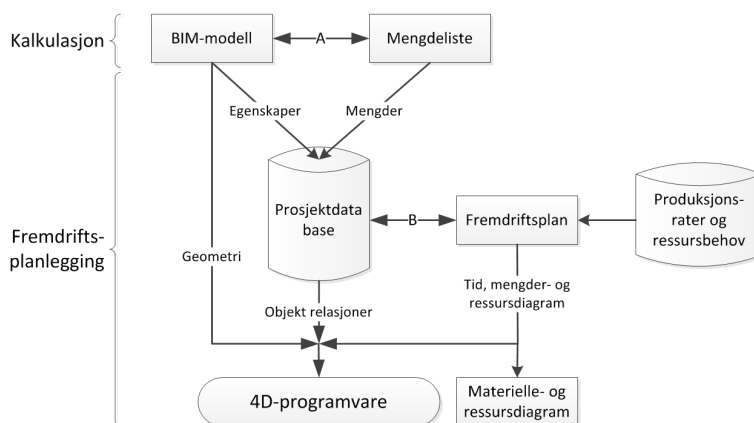 Kalkulasjon
BIM-modell
A
Mengdeliste
Egenskaper
Mengder
Prosjektdata
base
B
Fremdriftsplan
Produksjons-
rater og
ressursbehov
Fremdrifts-
planlegging
Geometri
Tid, mengder- og
ressursdiagram
Objekt relasjoner
4D-programvare
Materielle- og
ressursdiagram